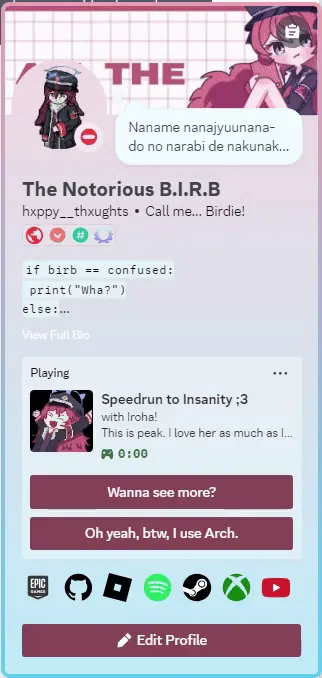 THE
Naname nanajyuunana-
do no narabi de nakunak...
The Notorious B.I.R.B
hxppy__thxughts • Call me... Birdie!
if birb == confused:
print("Wha?")
else:...
View Full Bio
Playing
Speedrun to Insanity ;3
with Iroha!
This is peak. I love her as much as I...
0:00
Wanna see more?
Oh yeah, btw, I use Arch.
EPIC
GAMES
Edit Profile